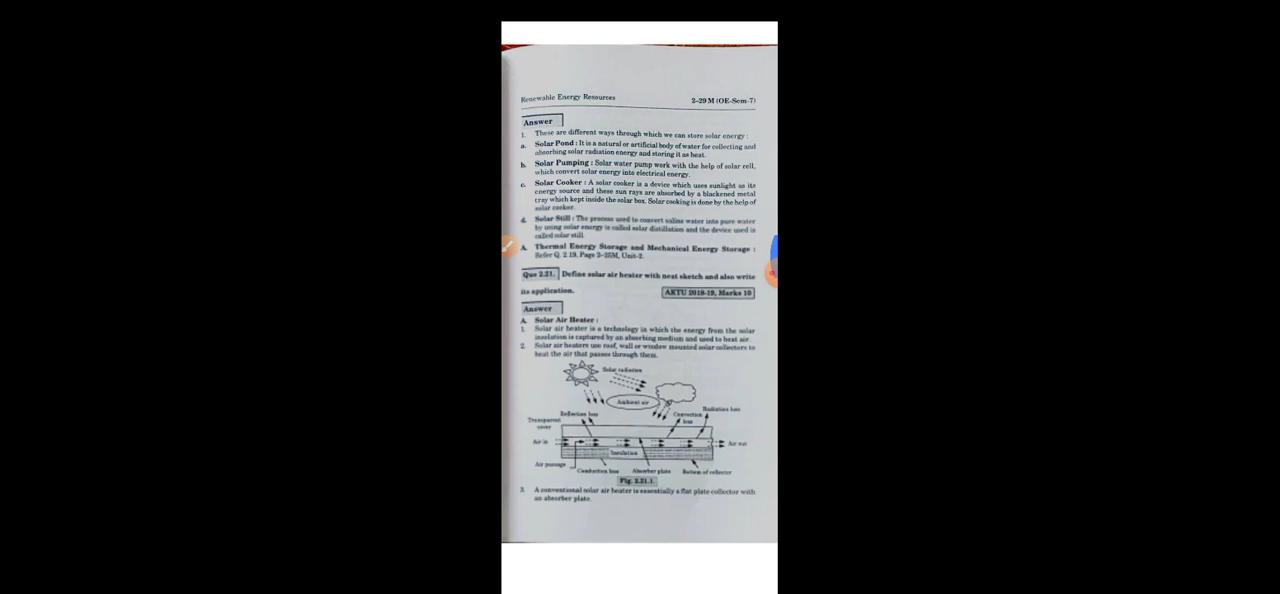 Renewable Energy Resources 2–29 M (OE-Sem-7)
Answer
1. These are different ways through which we can store solar energy :
a. Solar Pond : It is a natural or artificial body of water for collecting and
absorbing solar radiation energy and storing it as heat.
b. Solar Pumping : Solar water pump work with the help of solar cell,
which convert solar energy into electrical energy.
c. Solar Cooker : A solar cooker is a device which uses sunlight as its
energy source and these sun rays are absorbed by a blackened metal
tray which kept inside the solar box. Solar cooking is done by the help of
solar cooker.
d. Solar Still : The process used to convert saline water into pure water
by using solar energy is called solar distillation and the device used is
called solar still.
A. Thermal Energy Storage and Mechanical Energy Storage :
Refer Q. 2.19, Page 2–25M, Unit-2.
Que 2.21. Define solar air heater with neat sketch and also write
its application. AKTU 2018-19, Marks 10
Answer
A. Solar Air Heater :
1. Solar air heater is a technology in which the energy from the solar
insolation is captured by an absorbing medium and used to heat air.
2. Solar air heaters use roof, wall or window mounted solar collectors to
heat the air that passes through them.
Solar radiation
Ambient air
Radiation loss
Reflection loss
Convection
loss
Transparent
cover
Air in
Air out
Insulation
Air passage
Conduction loss
Absorber plate
Bottom of collector
Fig. 2.21.1.
3. A conventional solar air heater is essentially a flat plate collector with
an absorber plate.